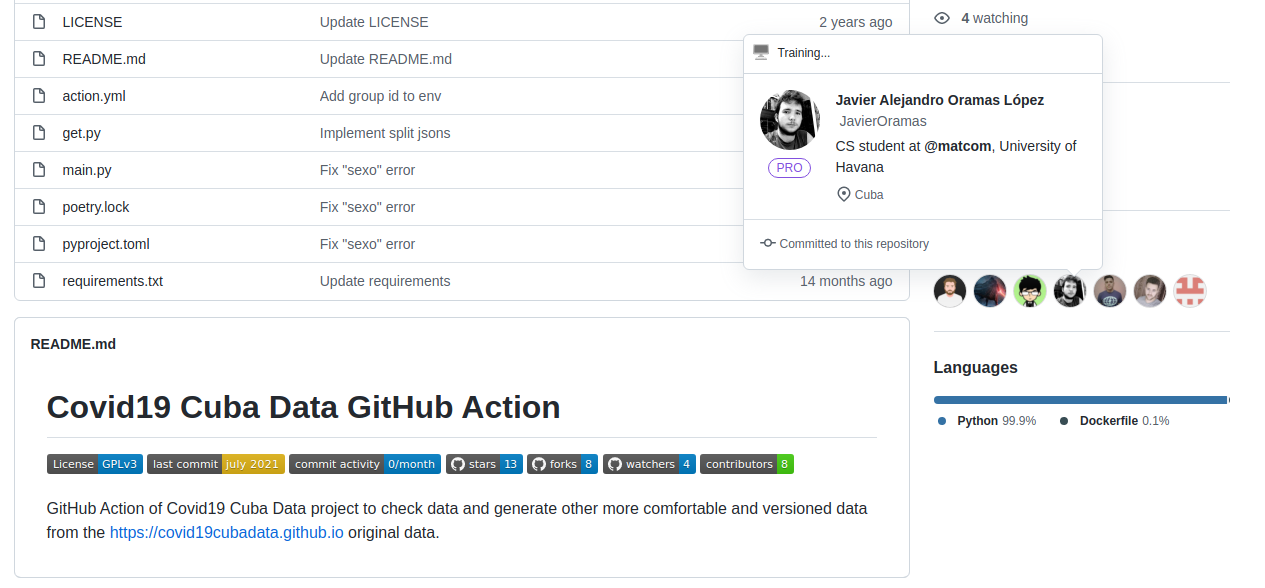 LICENSE Update LICENSE 2 years ago
README.md Update README.md
action.yml Add group id to env
get.py Implement split jsons
main.py Fix "sexo" error
poetry.lock Fix "sexo" error
pyproject.toml Fix "sexo" error
requirements.txt Update requirements 14 months ago
4 watching
Training...
Javier Alejandro Oramas López
JavierOramas
CS student at @matcom, University of
Havana
PRO
Cuba
Committed to this repository
README.md
Covid19 Cuba Data GitHub Action
License GPLv3 last commit july 2021 commit activity 0/month stars 13 forks 8 watchers 4 contributors 8
GitHub Action of Covid19 Cuba Data project to check data and generate other more comfortable and versioned data
from the https://covid19cubadata.github.io original data.
Languages
Python 99.9% Dockerfile 0.1%